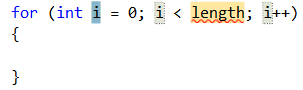 for (int i = 0; i < length; i++)
{
}